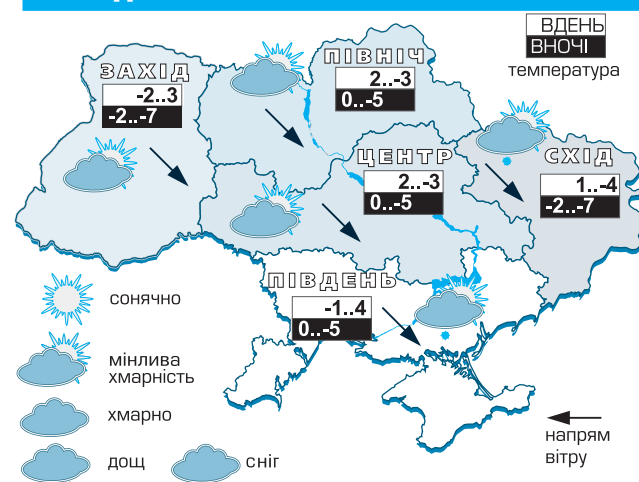 ВДЕНЬ
ВНОЧІ
температура
ЗАХІД
-2..3
-2..-7
ПІВНІЧ
2..-3
0..-5
ЦЕНТР
2..-3
0..-5
СХІД
1..-4
-2..-7
ПІВДЕНЬ
-1..4
0..-5
сонячно
мінлива
хмарність
хмарно
дощ
сніг
напрям
вітру